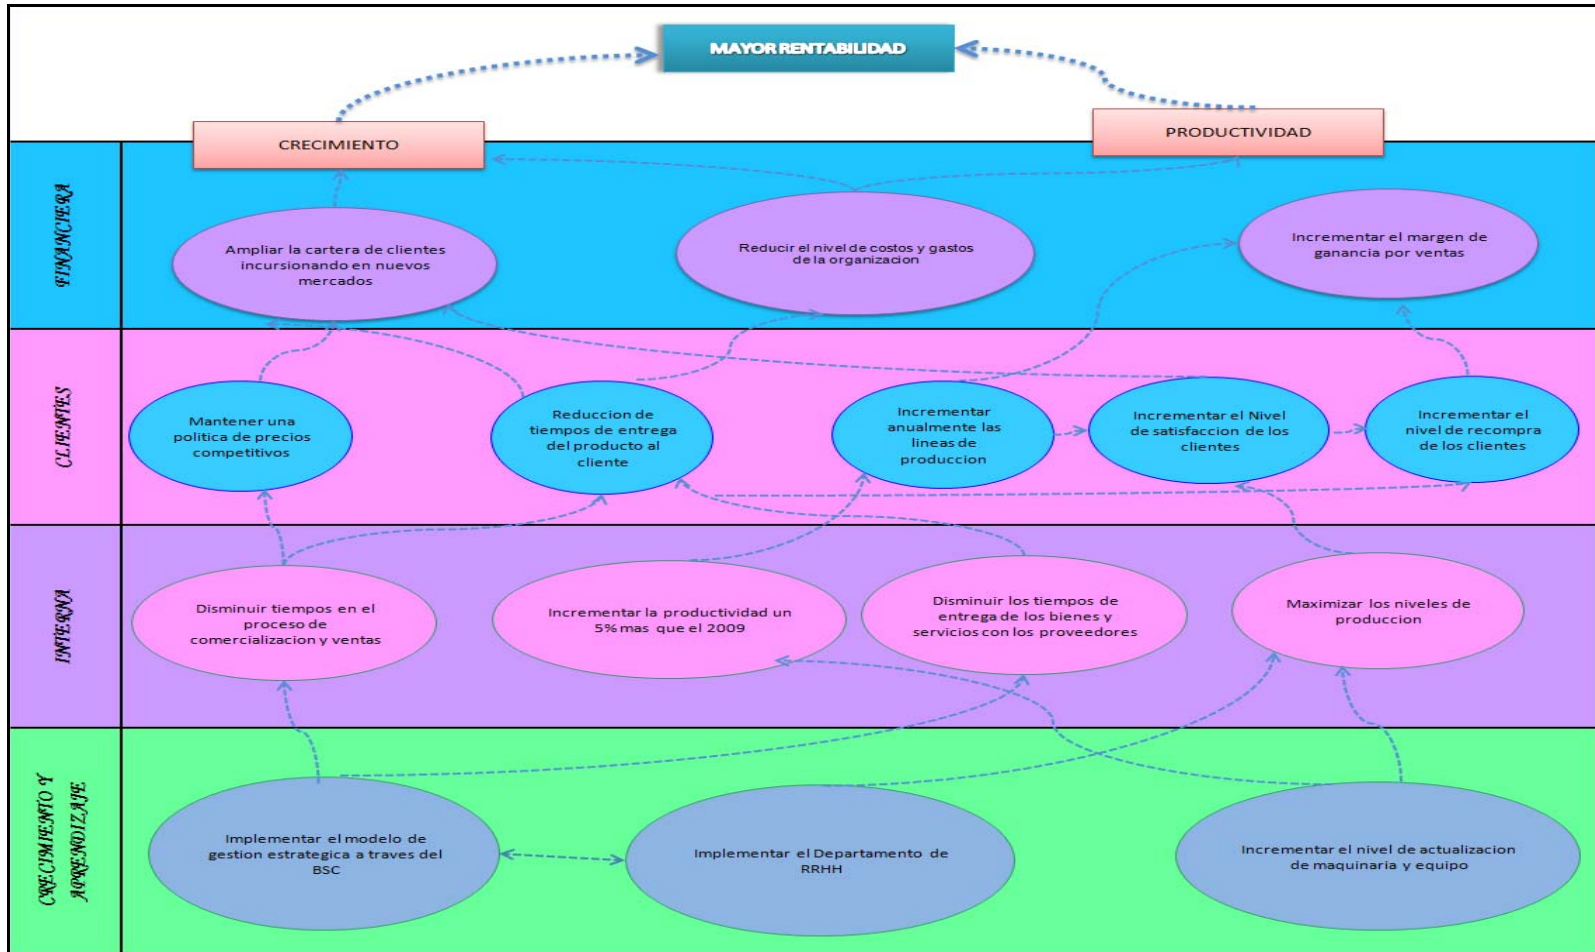 MAYOR RENTABILIDAD
CRECIMIENTO
PRODUCTIVIDAD
FINANCIERA
Ampliar la cartera de clientes
incursionando en nuevos
mercados
Reducir el nivel de costos y gastos
de la organizacion
Incrementar el margen de
ganancia por ventas
CLIENTES
Mantener una
politica de precios
competitivos
Reduccion de
tiempos de entrega
del producto al
cliente
Incrementar
anualmente las
lineas de
produccion
Incrementar el Nivel
de satisfaccion de los
clientes
Incrementar el
nivel de recompra
de los clientes
INTERNA
Disminuir tiempos en el
proceso de
comercializacion y ventas
Incrementar la productividad un
5% mas que el 2009
Disminuir los tiempos de
entrega de los bienes y
servicios con los proveedores
Maximizar los niveles de
produccion
CRECIMIENTO Y
APRENDIZAJE
Implementar el modelo de
gestion estrategica a traves del
BSC
Implementar el Departamento de
RRHH
Incrementar el nivel de actualizacion
de maquinaria y equipo